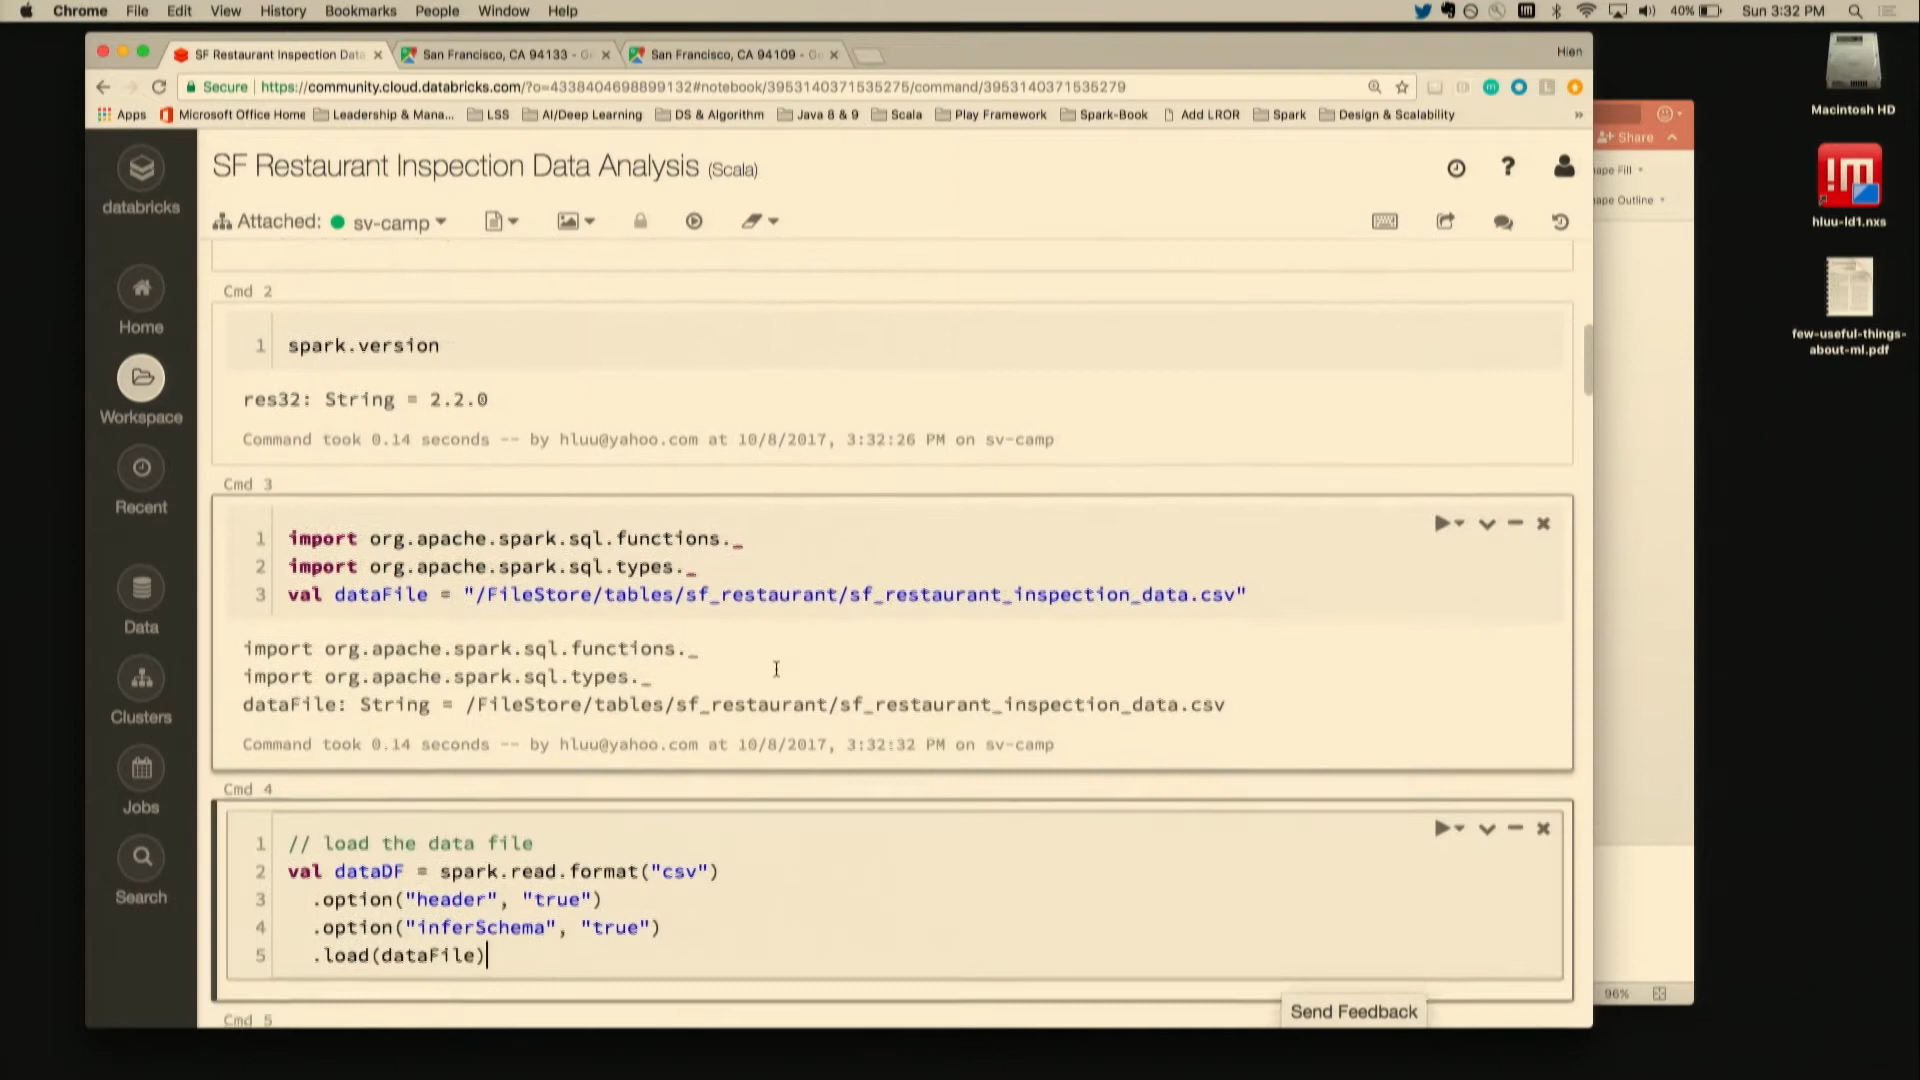 Chrome File Edit View History Bookmarks People Window Help
40% Sun 3:32 PM
SF Restaurant Inspection Data
San Francisco, CA 94133 - G
San Francisco, CA 94109 - G
Hien
Secure https://community.cloud.databricks.com/?o=4338404698899132#notebook/3953140371535275/command/3953140371535279
Apps Microsoft Office Home Leadership & Mana... LSS AI/Deep Learning DS & Algorithm Java 8 & 9 Scala Play Framework Spark-Book Add LROR Spark Design & Scalability »
Macintosh HD
hluu-ld1.nxs
few-useful-things-
about-ml.pdf
Share
ape Fill
ape Outline
96%
databricks
Home
Workspace
Recent
Data
Clusters
Jobs
Search
SF Restaurant Inspection Data Analysis (Scala)
Attached: sv-camp
Cmd 2
1 spark.version
res32: String = 2.2.0
Command took 0.14 seconds -- by hluu@yahoo.com at 10/8/2017, 3:32:26 PM on sv-camp
Cmd 3
1 import org.apache.spark.sql.functions._
2 import org.apache.spark.sql.types._
3 val dataFile = "/FileStore/tables/sf_restaurant/sf_restaurant_inspection_data.csv"
import org.apache.spark.sql.functions._
import org.apache.spark.sql.types._
dataFile: String = /FileStore/tables/sf_restaurant/sf_restaurant_inspection_data.csv
Command took 0.14 seconds -- by hluu@yahoo.com at 10/8/2017, 3:32:32 PM on sv-camp
Cmd 4
1 // load the data file
2 val dataDF = spark.read.format("csv")
3 .option("header", "true")
4 .option("inferSchema", "true")
5 .load(dataFile)
Send Feedback
Cmd 5